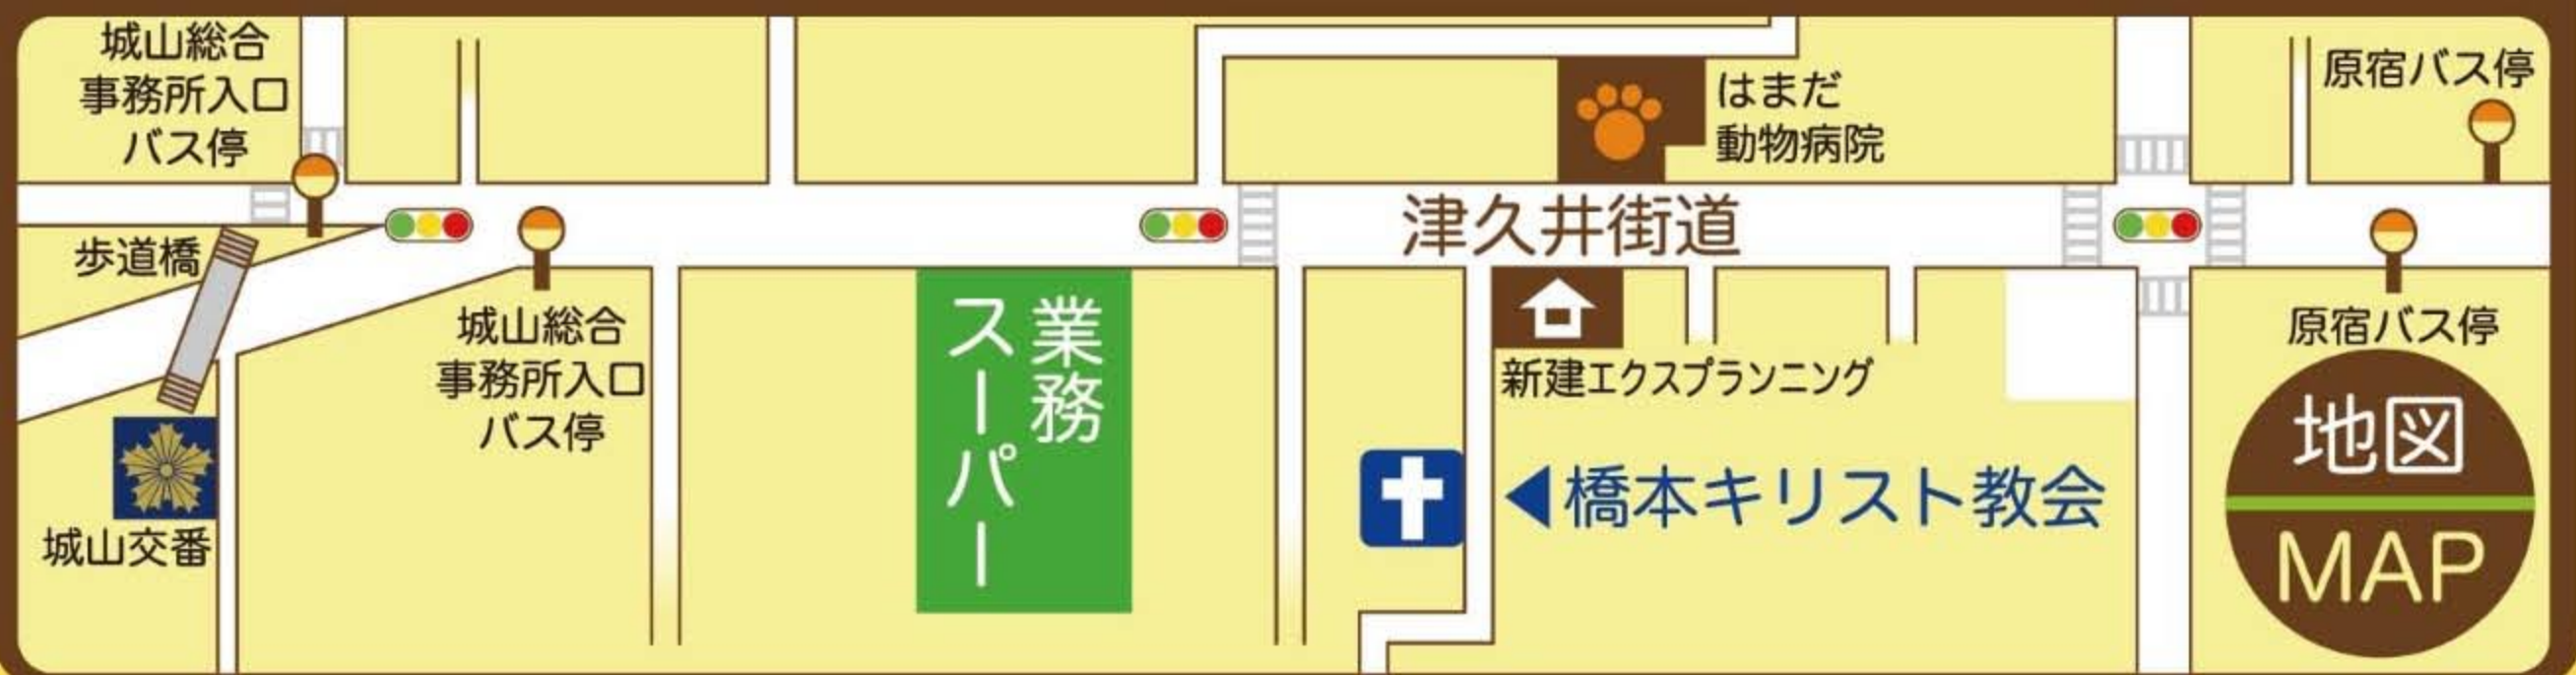 城山総合
事務所入口
バス停
はまだ
動物病院
原宿バス停
津久井街道
歩道橋
城山総合
事務所入口
バス停
業務
スーパー
新建エクスプランニング
原宿バス停
橋本キリスト教会
城山交番
地図
MAP